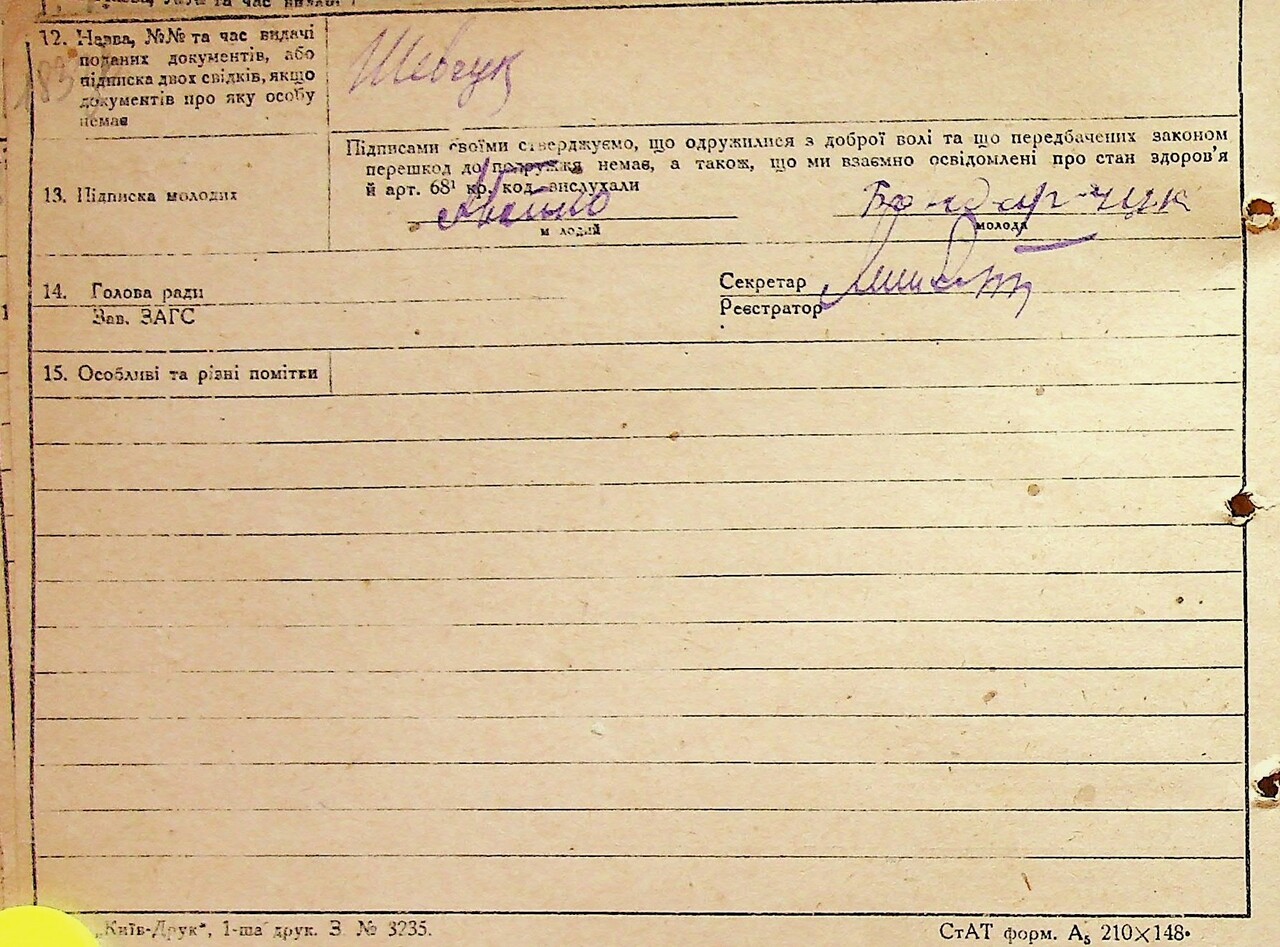 та час
12. Назва, №№ та час видачі
поданих документів, або
підписка двох свідків, якщо
документів про яку особу
немає
Шевчук
Підписами своїми стверджуємо, що одружилися з доброї волі та що передбачених законом
перешкод до подружжя немає, а також, що ми взаємно освідомлені про стан здоров'я
й арт. 68¹ кр. код. вислухали
13. Підписка молодих
Бондарчук
молодий
молода
14. Голова ради
Зав. ЗАГС
Секретар
Реєстратор
15. Особливі та різні помітки
„Київ-Друк", 1-ша друк. З. № 3235.
СтАТ форм. А₅ 210×148.